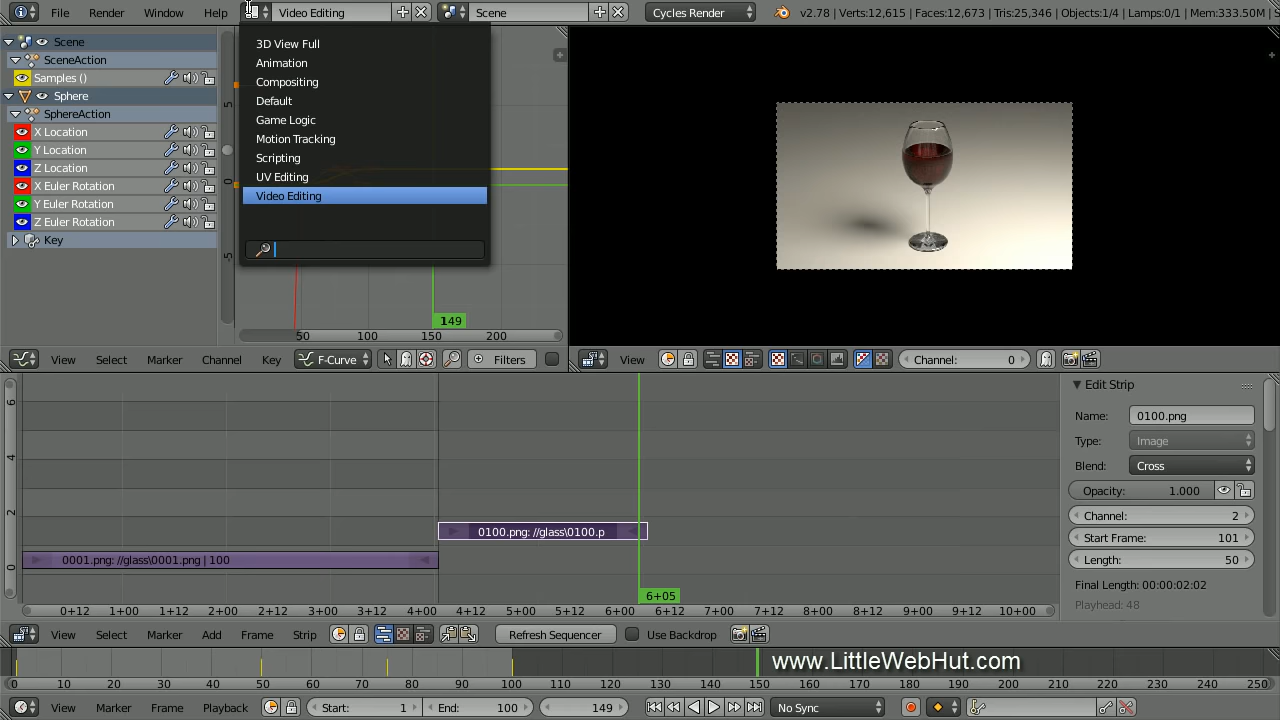 File Render Window Help Video Editing Scene Cycles Render v2.78 | Verts:12,615 | Faces:12,673 | Tris:25,346 | Objects:1/4 | Lamps:0/1 | Mem:333.50M |
Scene
SceneAction
Samples ()
Sphere
SphereAction
X Location
Y Location
Z Location
X Euler Rotation
Y Euler Rotation
Z Euler Rotation
Key
3D View Full
Animation
Compositing
Default
Game Logic
Motion Tracking
Scripting
UV Editing
Video Editing
5
0
-5
149
50 100 150 200
View Select Marker Channel Key F-Curve Filters
View Channel: 0
6
4
2
0
0100.png: //glass\0100.p
0001.png: //glass\0001.png | 100
6+05
0+12 1+00 1+12 2+00 2+12 3+00 3+12 4+00 4+12 5+00 5+12 6+00 6+12 7+00 7+12 8+00 8+12 9+00 9+12 10+00
Edit Strip
Name: 0100.png
Type: Image
Blend: Cross
Opacity: 1.000
Channel: 2
Start Frame: 101
Length: 50
Final Length: 00:00:02:02
Playhead: 48
View Select Marker Add Frame Strip Refresh Sequencer Use Backdrop
www.LittleWebHut.com
0 10 20 30 40 50 60 70 80 90 100 110 120 130 140 150 160 170 180 190 200 210 220 230 240 250
View Marker Frame Playback Start: 1 End: 100 149 No Sync